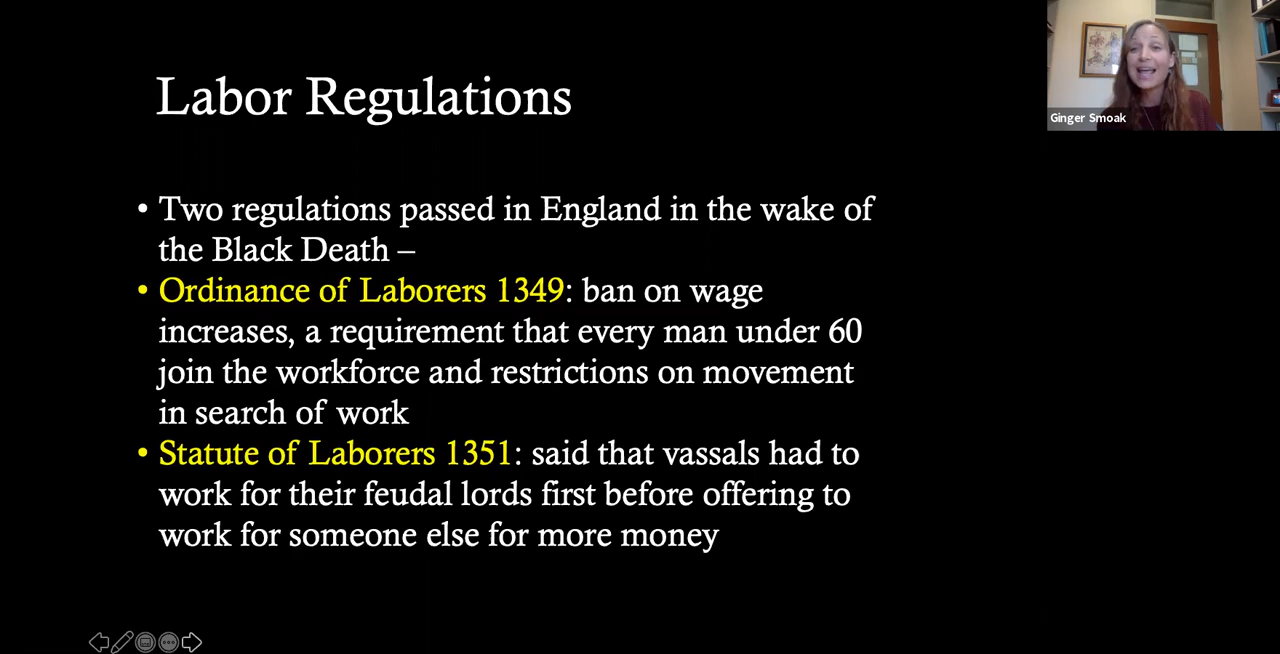 Labor Regulations
Ginger Smoak
• Two regulations passed in England in the wake of
the Black Death –
• Ordinance of Laborers 1349: ban on wage
increases, a requirement that every man under 60
join the workforce and restrictions on movement
in search of work
• Statute of Laborers 1351: said that vassals had to
work for their feudal lords first before offering to
work for someone else for more money